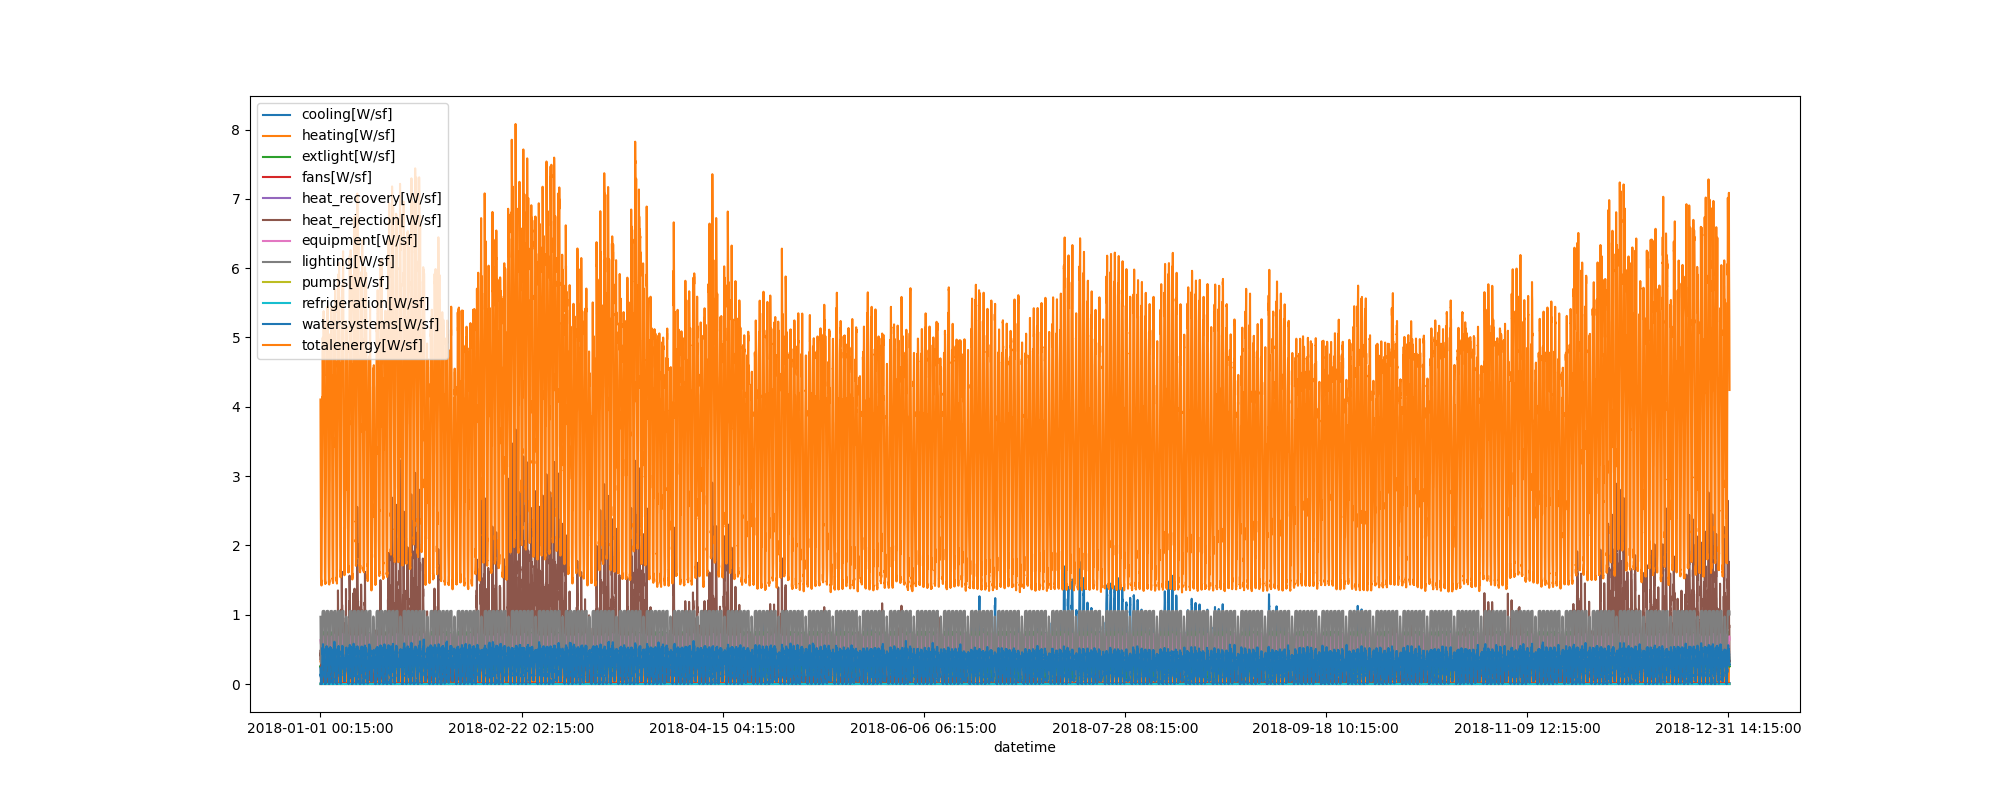 cooling[W/sf]
heating[W/sf]
extlight[W/sf]
fans[W/sf]
heat_recovery[W/sf]
heat_rejection[W/sf]
equipment[W/sf]
lighting[W/sf]
pumps[W/sf]
refrigeration[W/sf]
watersystems[W/sf]
totalenergy[W/sf]
8
7
6
5
4
3
2
1
0
2018-01-01 00:15:00 2018-02-22 02:15:00 2018-04-15 04:15:00 2018-06-06 06:15:00 2018-07-28 08:15:00 2018-09-18 10:15:00 2018-11-09 12:15:00 2018-12-31 14:15:00
datetime